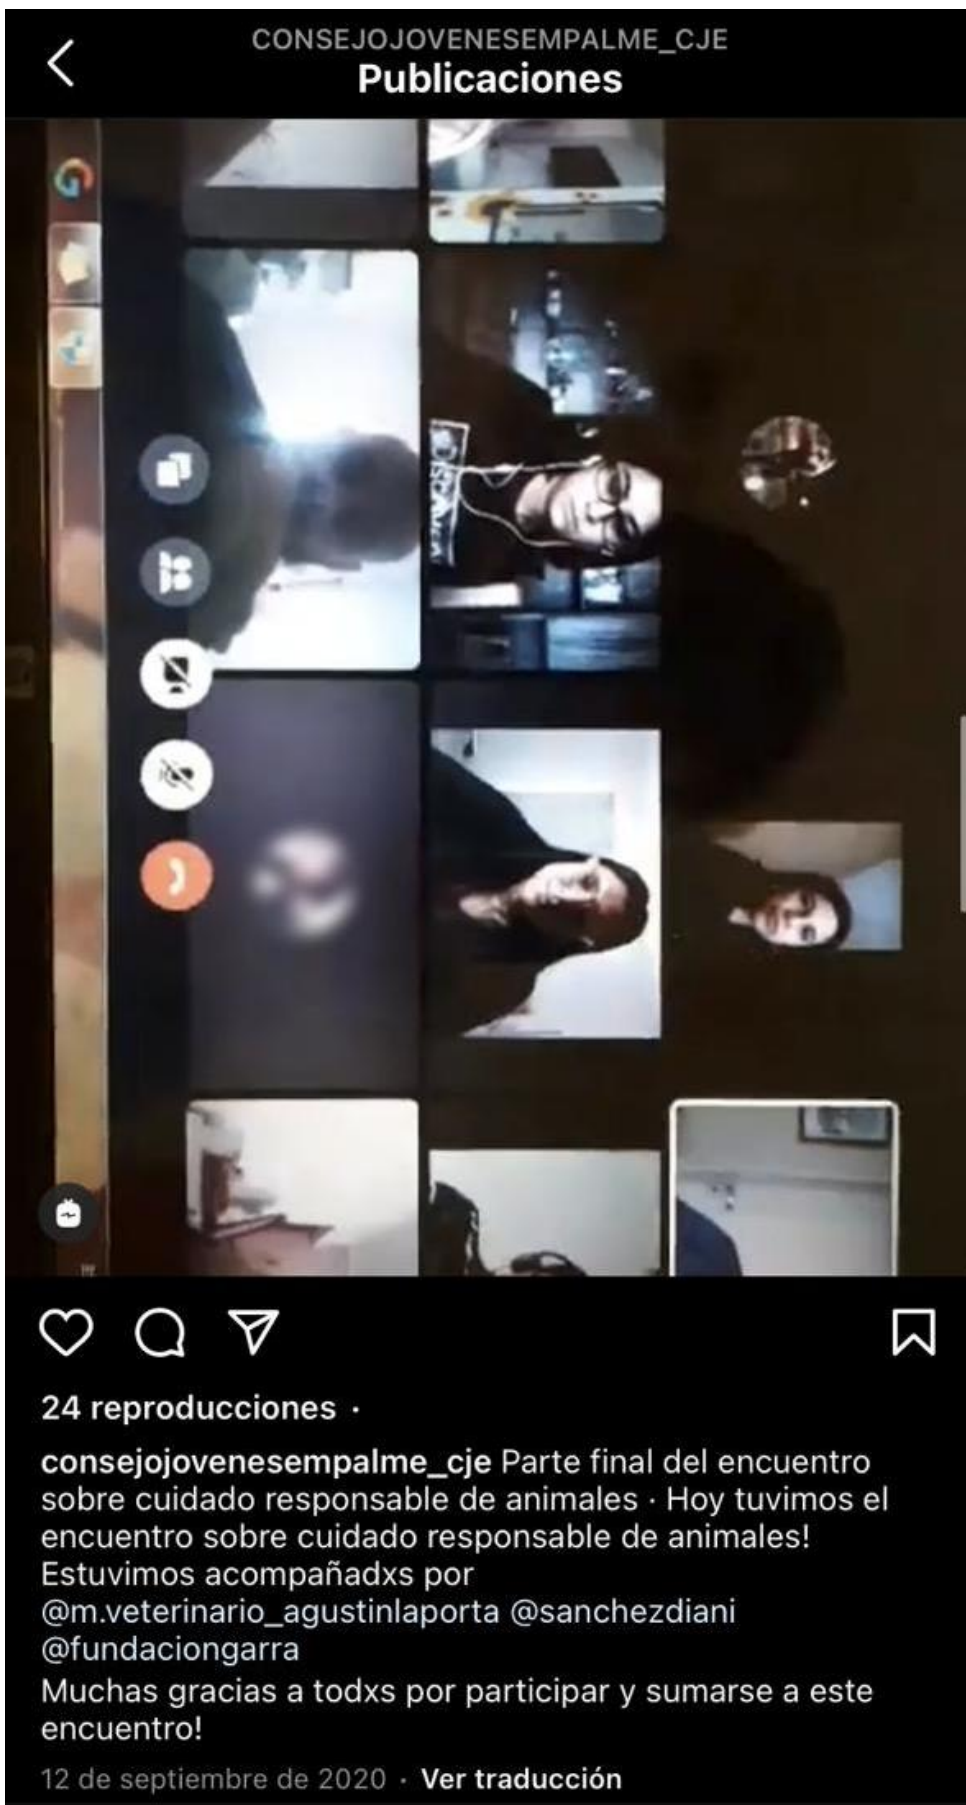 CONSEJOJOVENESEMPALME_CJE
Publicaciones
24 reproducciones ·
consejojovenesempalme_cje Parte final del encuentro
sobre cuidado responsable de animales · Hoy tuvimos el
encuentro sobre cuidado responsable de animales!
Estuvimos acompañadxs por
@m.veterinario_agustinlaporta @sanchezdiani
@fundaciongarra
Muchas gracias a todxs por participar y sumarse a este
encuentro!
12 de septiembre de 2020 · Ver traducción